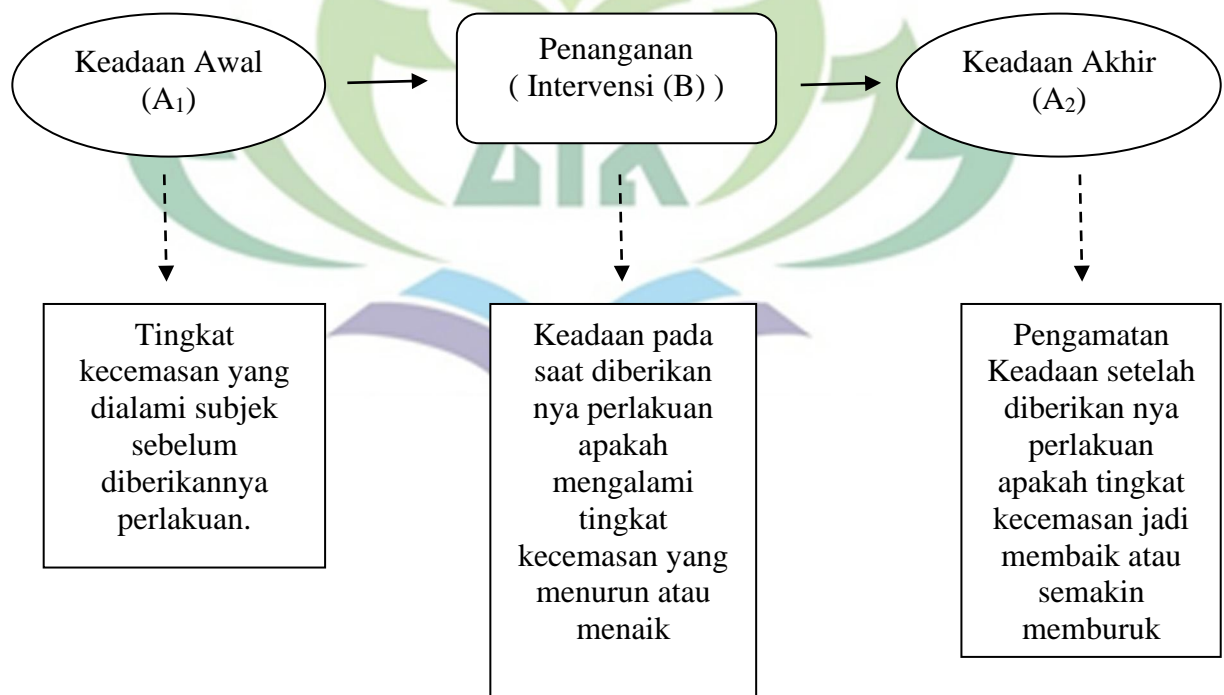 Keadaan Awal
(A₁)
Penanganan
( Intervensi (B) )
Keadaan Akhir
(A₂)
Tingkat
kecemasan yang
dialami subjek
sebelum
diberikannya
perlakuan.
Keadaan pada
saat diberikan
nya perlakuan
apakah
mengalami
tingkat
kecemasan yang
menurun atau
menaik
Pengamatan
Keadaan setelah
diberikan nya
perlakuan
apakah tingkat
kecemasan jadi
membaik atau
semakin
memburuk